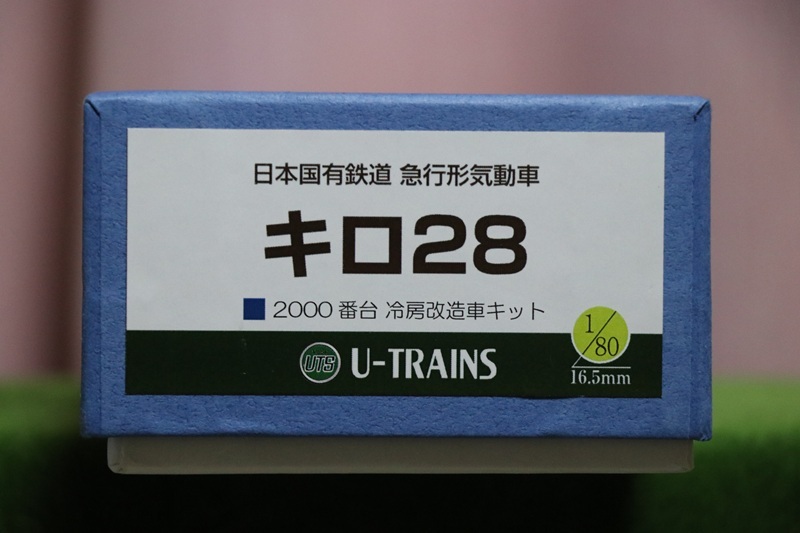 日本国有鉄道 急行形気動車
キロ28
■ 2000 番台 冷房改造車キット
1/80
16.5mm
UTS U-TRAINS